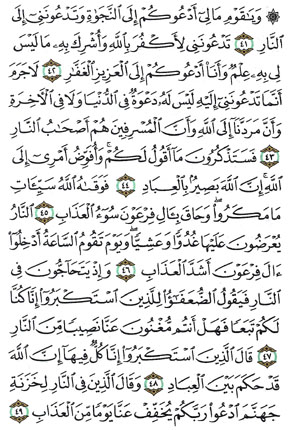 ۞ وَيَٰقَوْمِ مَا لِىٓ أَدْعُوكُمْ إِلَى ٱلنَّجَوٰةِ وَتَدْعُونَنِىٓ إِلَى
ٱلنَّارِ ٤١ تَدْعُونَنِى لِأَكْفُرَ بِٱللَّهِ وَأُشْرِكَ بِهِۦ مَا لَيْسَ
لِى بِهِۦ عِلْمٌ وَأَنَا۠ أَدْعُوكُمْ إِلَى ٱلْعَزِيزِ ٱلْغَفَّٰرِ ٤٢ لَا جَرَمَ
أَنَّمَا تَدْعُونَنِىٓ إِلَيْهِ لَيْسَ لَهُۥ دَعْوَةٌ فِى ٱلدُّنْيَا وَلَا فِى ٱلْءَاخِرَةِ
وَأَنَّ مَرَدَّنَآ إِلَى ٱللَّهِ وَأَنَّ ٱلْمُسْرِفِينَ هُمْ أَصْحَٰبُ ٱلنَّارِ
٤٣ فَسَتَذْكُرُونَ مَآ أَقُولُ لَكُمْ وَأُفَوِّضُ أَمْرِىٓ إِلَى
ٱللَّهِ إِنَّ ٱللَّهَ بَصِيرٌۢ بِٱلْعِبَادِ ٤٤ فَوَقَىٰهُ ٱللَّهُ سَيِّـَٔاتِ
مَا مَكَرُوا۟ وَحَاقَ بِـَٔالِ فِرْعَوْنَ سُوٓءُ ٱلْعَذَابِ ٤٥ ٱلنَّارُ
يُعْرَضُونَ عَلَيْهَا غُدُوًّا وَعَشِيًّا وَيَوْمَ تَقُومُ ٱلسَّاعَةُ أَدْخِلُوٓا۟
ءَالَ فِرْعَوْنَ أَشَدَّ ٱلْعَذَابِ ٤٦ وَإِذْ يَتَحَآجُّونَ فِى
ٱلنَّارِ فَيَقُولُ ٱلضُّعَفَٰٓؤُا۟ لِلَّذِينَ ٱسْتَكْبَرُوٓا۟ إِنَّا كُنَّا
لَكُمْ تَبَعًا فَهَلْ أَنتُم مُّغْنُونَ عَنَّا نَصِيبًا مِّنَ ٱلنَّارِ
٤٧ قَالَ ٱلَّذِينَ ٱسْتَكْبَرُوٓا۟ إِنَّا كُلٌّ فِيهَآ إِنَّ ٱللَّهَ
قَدْ حَكَمَ بَيْنَ ٱلْعِبَادِ ٤٨ وَقَالَ ٱلَّذِينَ فِى ٱلنَّارِ لِخَزَنَةِ
جَهَنَّمَ ٱدْعُوا۟ رَبَّكُمْ يُخَفِّفْ عَنَّا يَوْمًا مِّنَ ٱلْعَذَابِ ٤٩